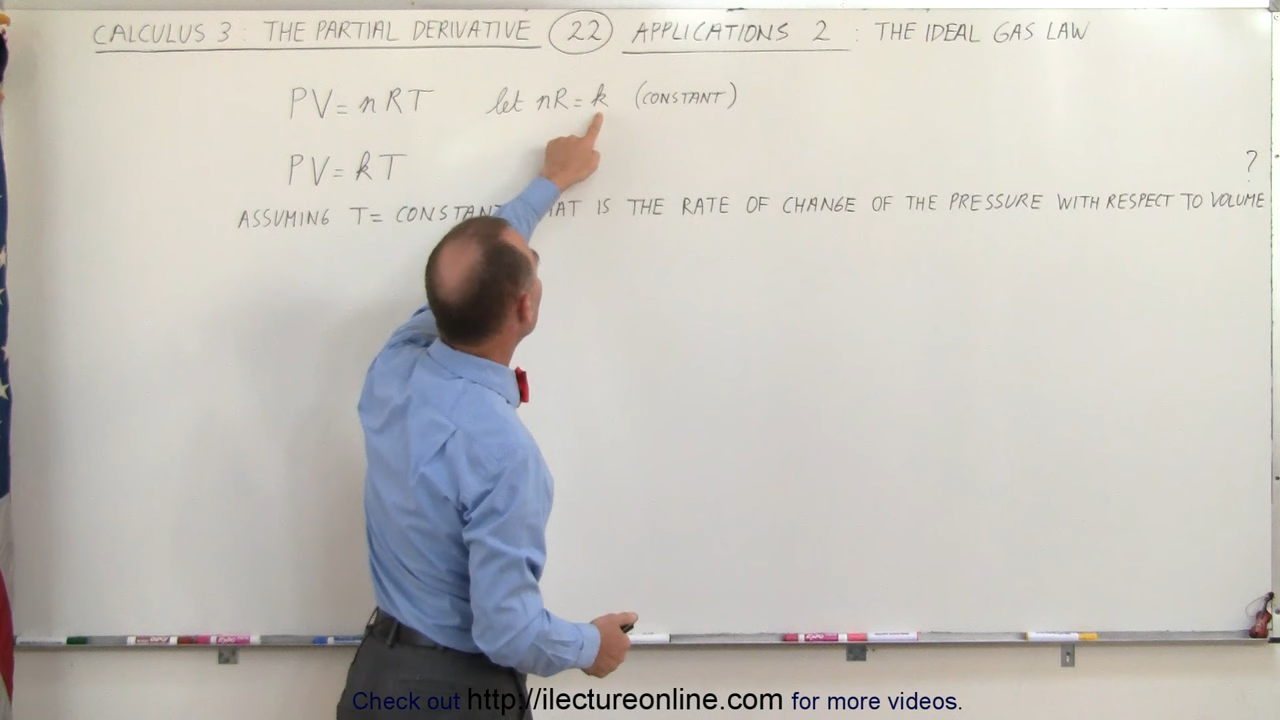 CALCULUS 3 : THE PARTIAL DERIVATIVE 22 APPLICATIONS 2 : THE IDEAL GAS LAW
PV = nRT let nR = k (CONSTANT)
PV = kT
ASSUMING T = CONSTANT IS THE RATE OF CHANGE OF THE PRESSURE WITH RESPECT TO VOLUME ?
Check out http://ilectureonline.com for more videos.